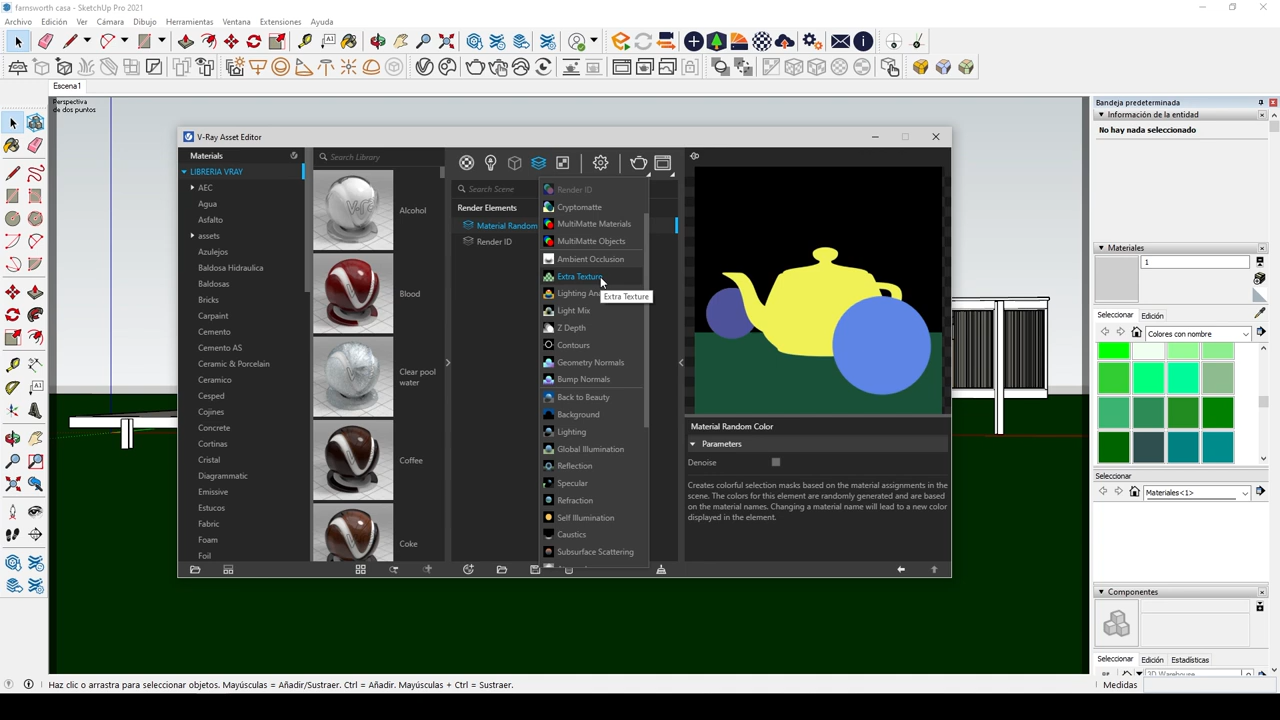 farnsworth casa - SketchUp Pro 2021
Archivo Edición Ver Cámara Dibujo Herramientas Ventana Extensiones Ayuda
Escena1
Perspectiva
de dos puntos
V-Ray Asset Editor
Materials
LIBRERIA VRAY
AEC
Agua
Asfalto
assets
Azulejos
Baldosa Hidraulica
Baldosas
Bricks
Carpaint
Cemento
Cemento AS
Ceramic & Porcelain
Ceramico
Cesped
Cojines
Concrete
Cortinas
Cristal
Diagrammatic
Emissive
Estucos
Fabric
Foam
Foil
Search Library
Alcohol
Blood
Clear pool
water
Coffee
Coke
Search Scene
Render Elements
Material Random
Render ID
Render ID
Cryptomatte
MultiMatte Materials
MultiMatte Objects
Ambient Occlusion
Extra Texture
Lighting Ana
Extra Texture
Light Mix
Z Depth
Contours
Geometry Normals
Bump Normals
Back to Beauty
Background
Lighting
Global Illumination
Reflection
Specular
Refraction
Self Illumination
Caustics
Subsurface Scattering
Material Random Color
Parameters
Denoise
Creates colorful selection masks based on the material assignments in the
scene. The colors for this element are randomly generated and are based
on the material names. Changing a material name will lead to a new color
displayed in the element.
Bandeja predeterminada
Información de la entidad
No hay nada seleccionado
Materiales
1
Seleccionar Edición
Colores con nombre
Seleccionar
Materiales<1>
Componentes
Seleccionar Edición Estadísticas
3D Warehouse
Haz clic o arrastra para seleccionar objetos. Mayúsculas = Añadir/Sustraer. Ctrl = Añadir. Mayúsculas + Ctrl = Sustraer.
Medidas